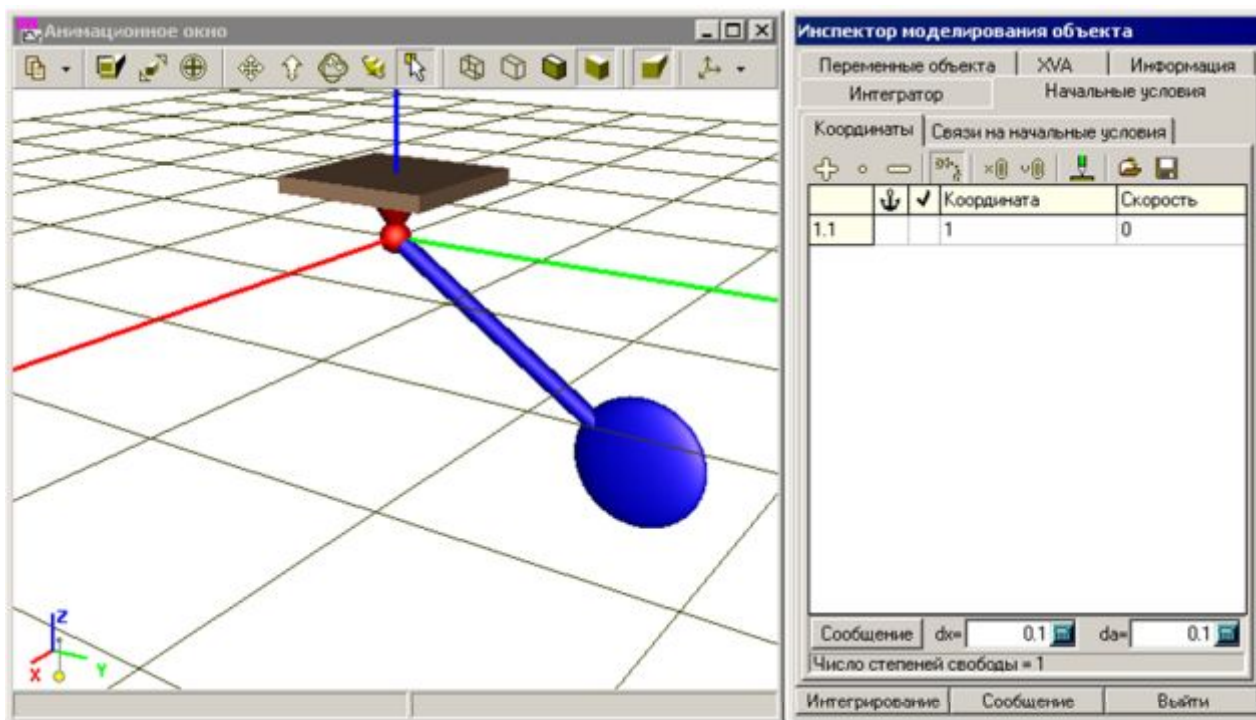 Анимационное окно
Z
X
Y
Инспектор моделирования объекта
Переменные объекта
XVA
Информация
Интегратор
Начальные условия
Координаты
Связи на начальные условия
Координата
Скорость
1.1
1
0
Сообщение
dx=
0.1
da=
0.1
Число степеней свободы = 1
Интегрирование
Сообщение
Выйти